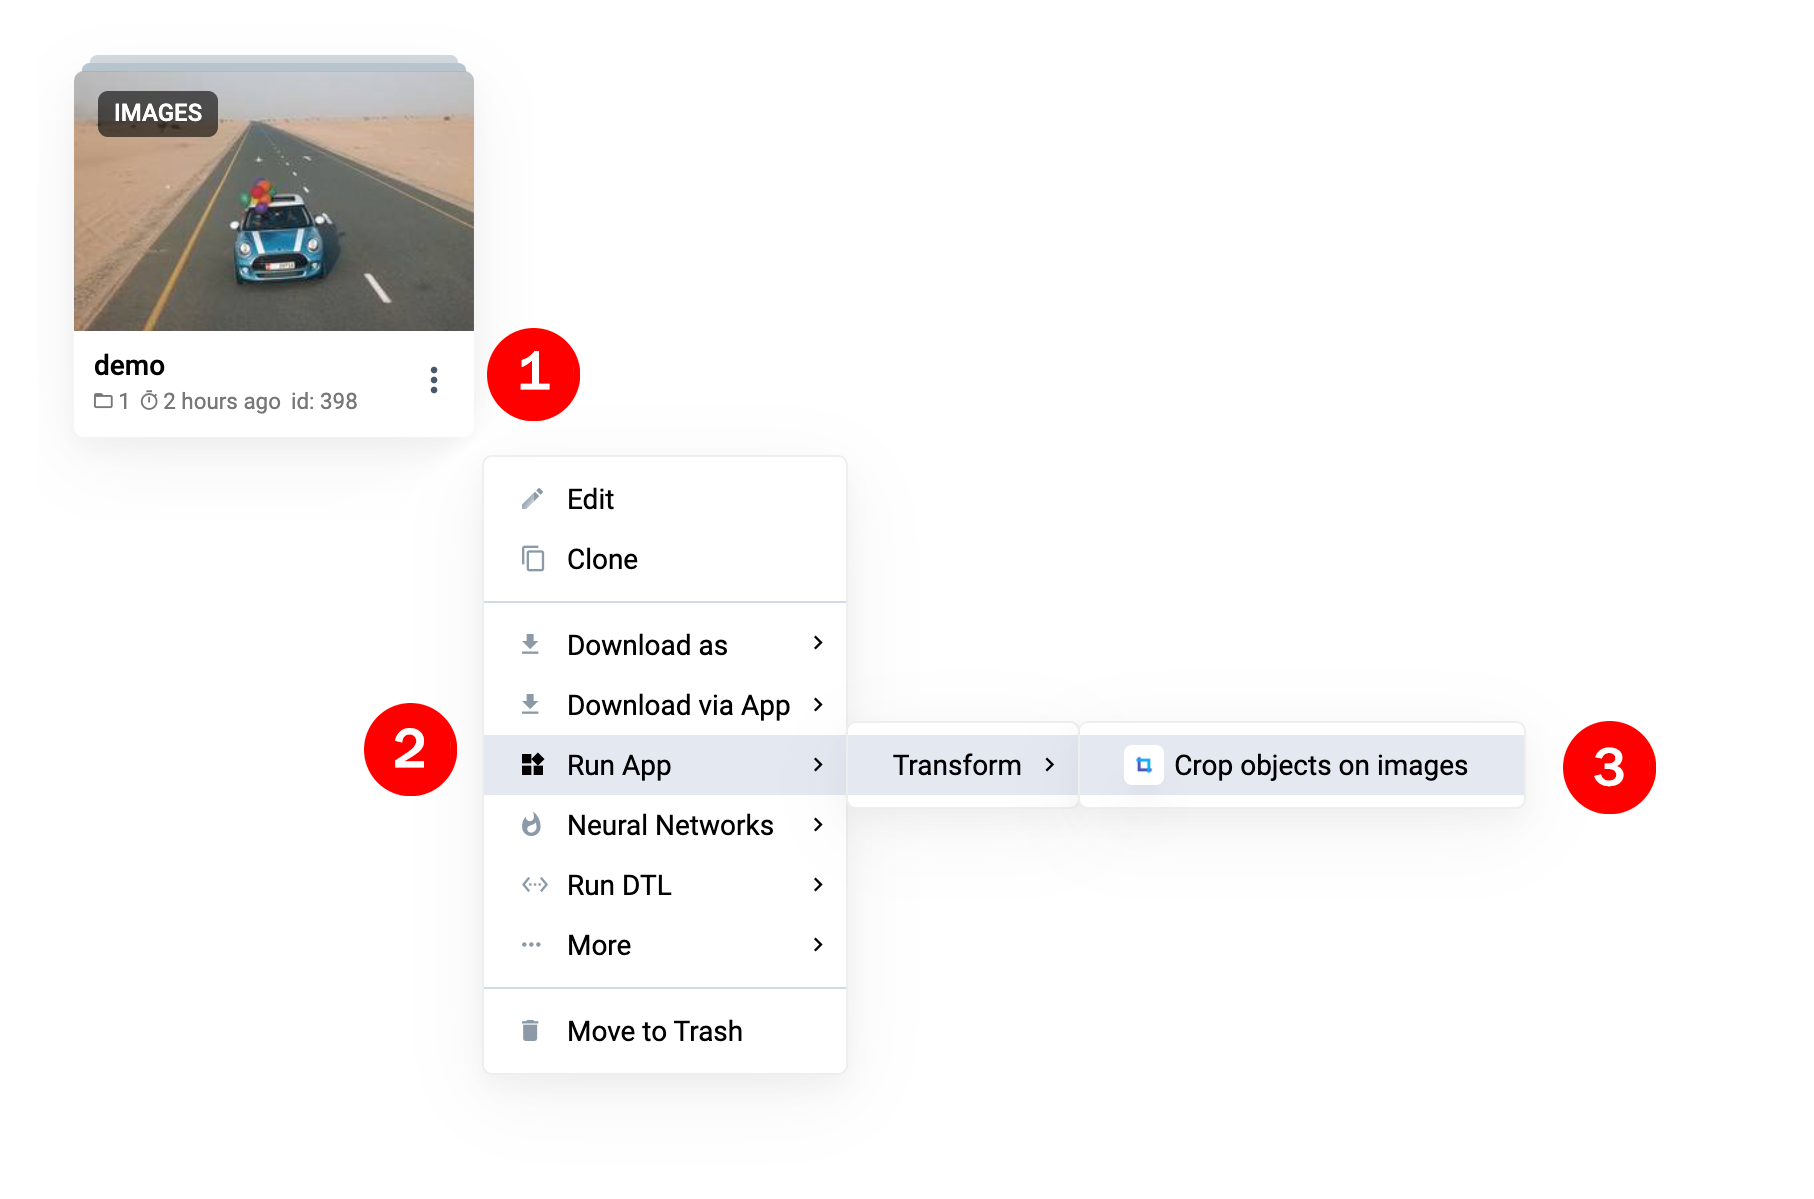 IMAGES
demo
1 2 hours ago id: 398
1
Edit
Clone
Download as
Download via App
2
Run App
Transform
Crop objects on images
3
Neural Networks
Run DTL
More
Move to Trash